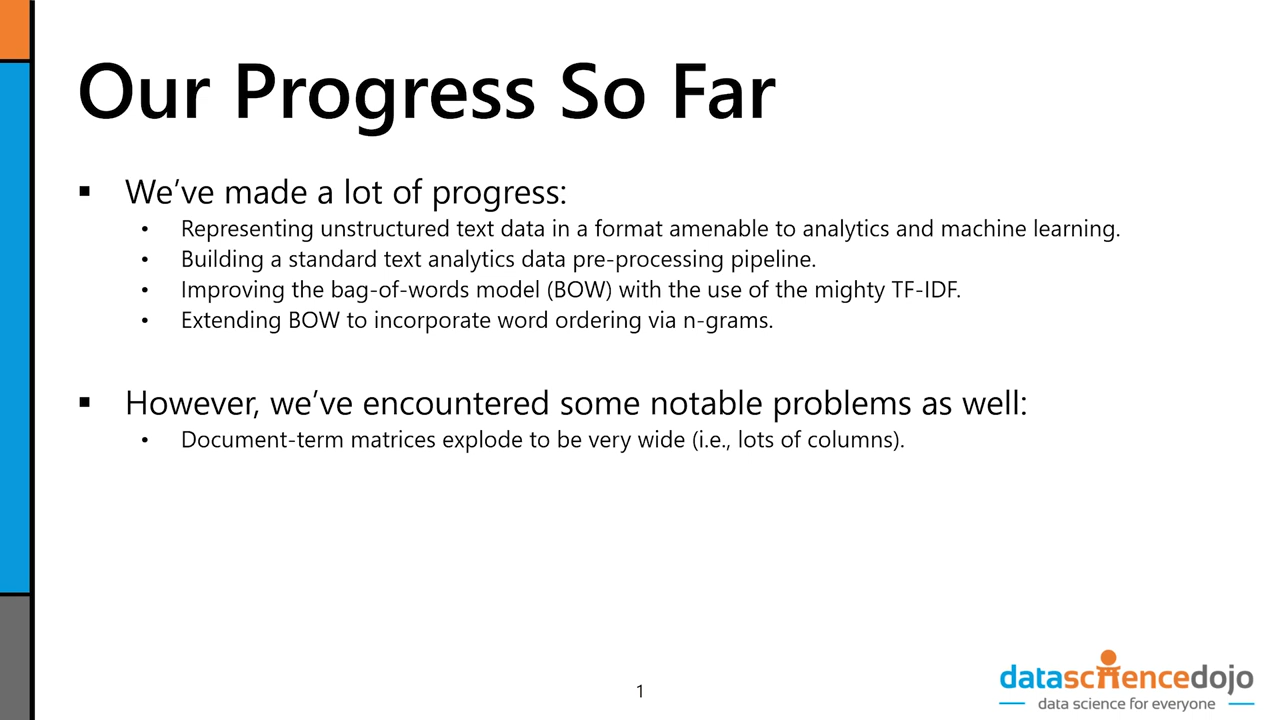 Our Progress So Far
▪ We've made a lot of progress:
• Representing unstructured text data in a format amenable to analytics and machine learning.
• Building a standard text analytics data pre-processing pipeline.
• Improving the bag-of-words model (BOW) with the use of the mighty TF-IDF.
• Extending BOW to incorporate word ordering via n-grams.
▪ However, we've encountered some notable problems as well:
• Document-term matrices explode to be very wide (i.e., lots of columns).
1
datasciencedojo
data science for everyone